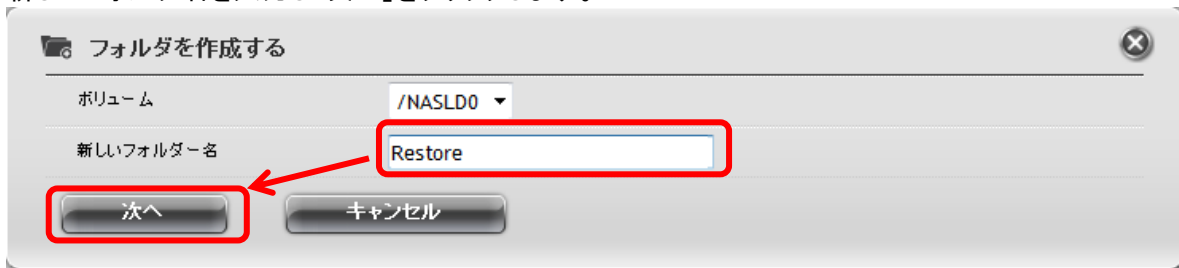 フォルダを作成する
ボリューム
/NASLD0
新しいフォルダー名
Restore
次へ
キャンセル